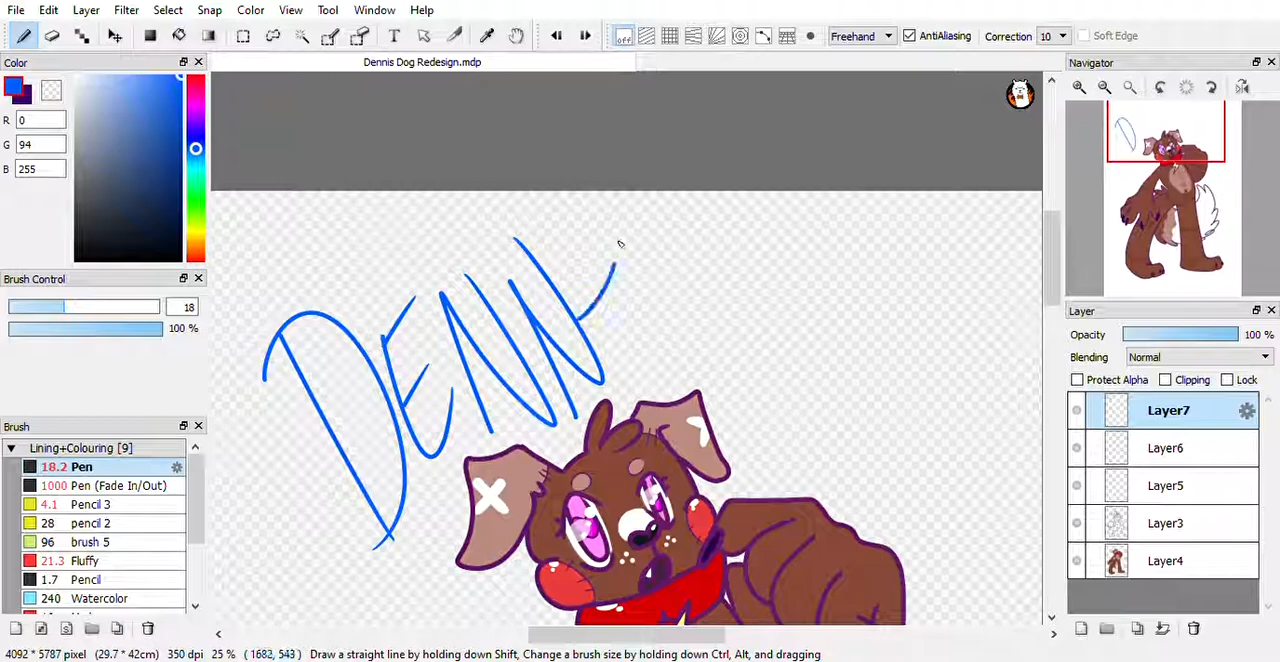 File Edit Layer Filter Select Snap Color View Tool Window Help
off Freehand AntiAliasing Correction 10 Soft Edge
Color
Dennis Dog Redesign.mdp
Navigator
R 0
G 94
B 255
Brush Control
18
100 %
DENN
Brush
Lining+Colouring [9]
18.2 Pen
1000 Pen (Fade In/Out)
4.1 Pencil 3
28 pencil 2
96 brush 5
21.3 Fluffy
1.7 Pencil
240 Watercolor
Layer
Opacity 100 %
Blending Normal
Protect Alpha Clipping Lock
Layer7
Layer6
Layer5
Layer3
Layer4
4092 * 5787 pixel (29.7 * 42cm) 350 dpi 25 % ( 1682, 543 ) Draw a straight line by holding down Shift, Change a brush size by holding down Ctrl, Alt, and dragging